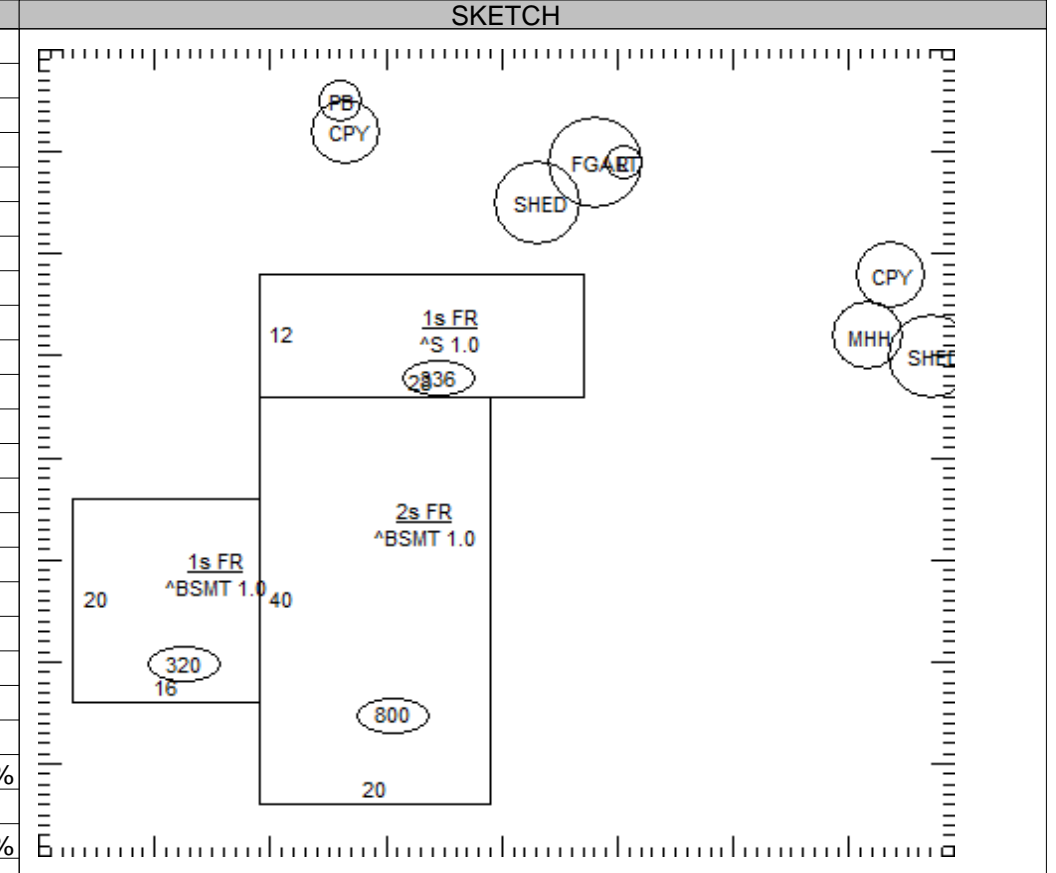 SKETCH
PB
CPY
SHED
CPY
MHH
1s FR
^S 1.0
12
28
336
2s FR
^BSMT 1.0
1s FR
^BSMT 1.0
20
40
320
16
800
20
%
%